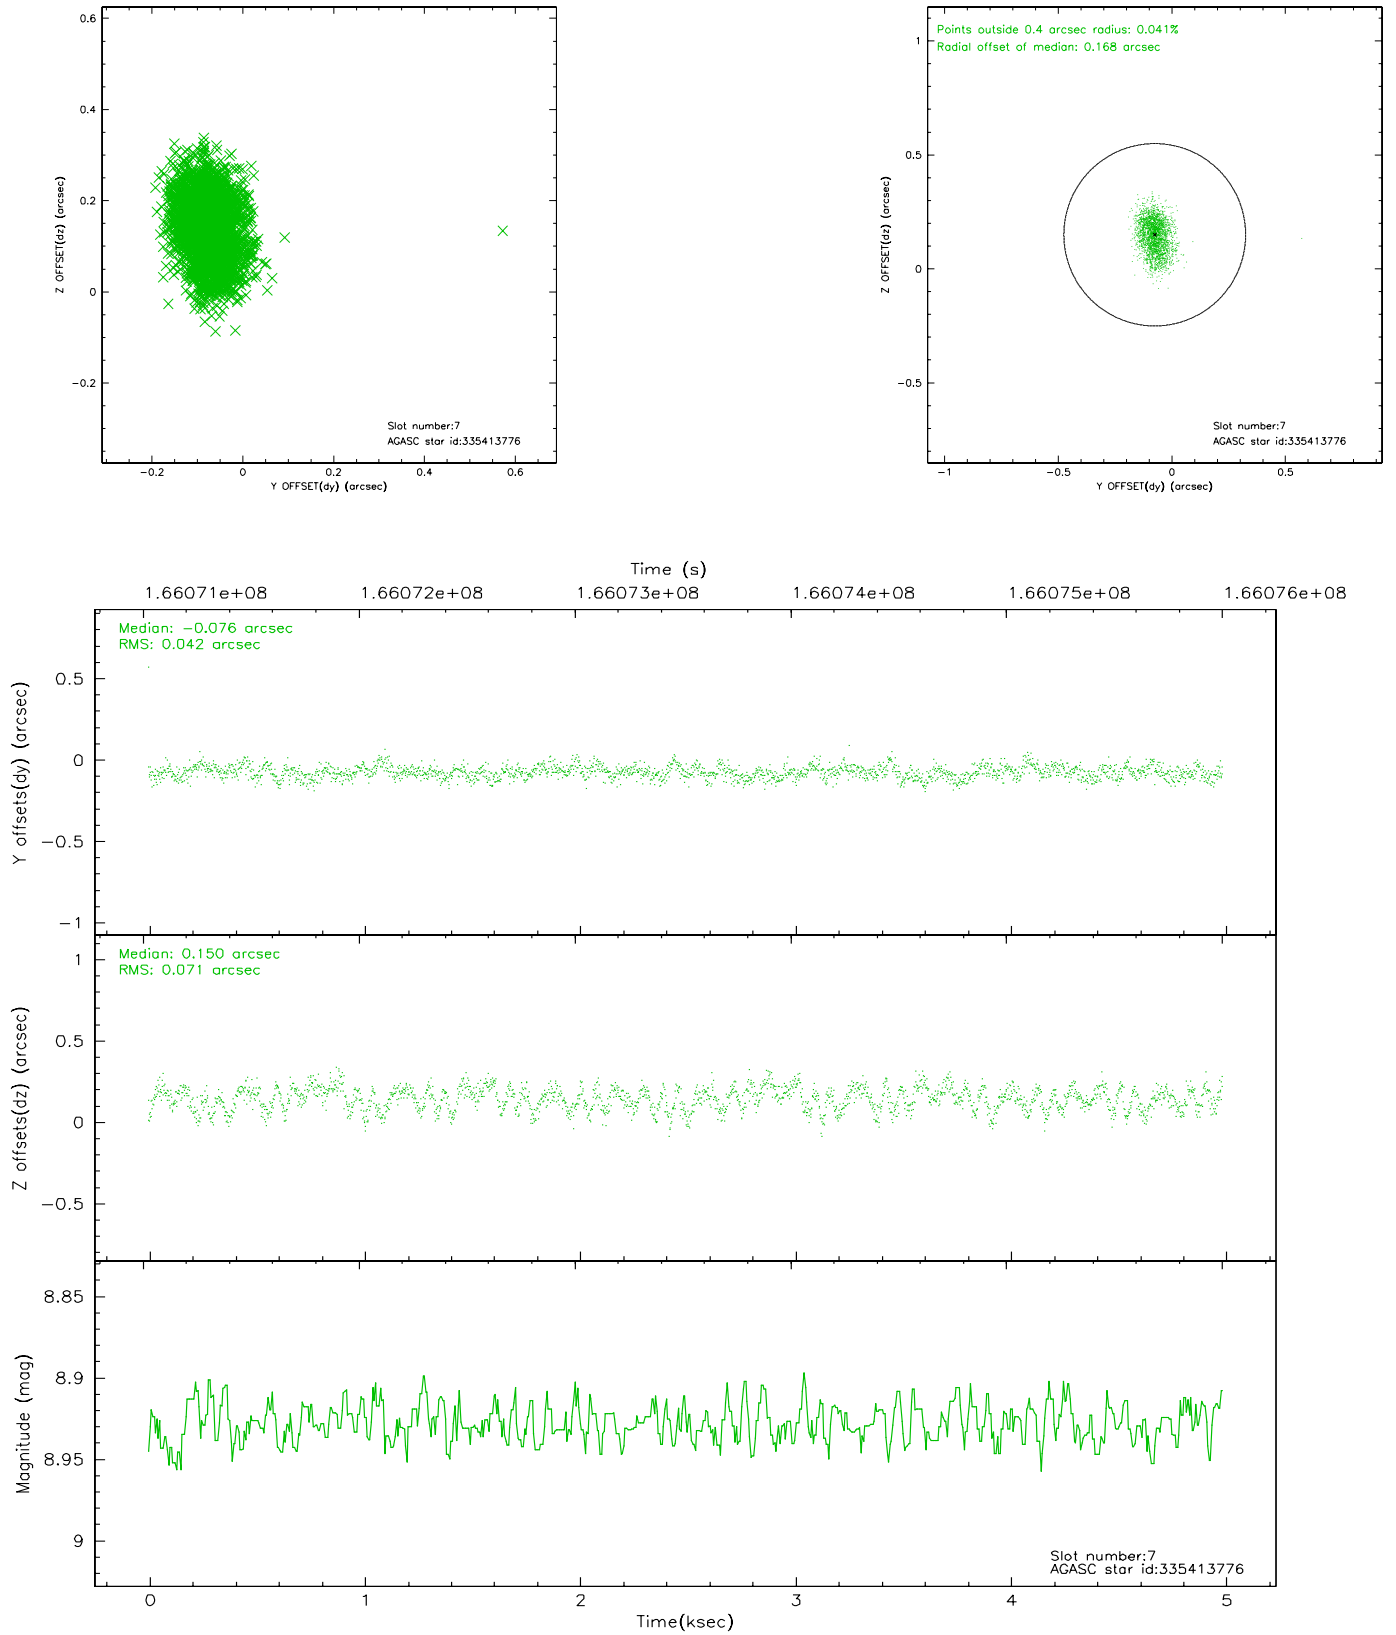 0.6
0.4
0.2
0
−0.2
Z OFFSET(dz) (arcsec)
Slot number:7
AGASC star id:335413776
−0.2 0 0.2 0.4 0.6
Y OFFSET(dy) (arcsec)
Points outside 0.4 arcsec radius: 0.041%
Radial offset of median: 0.168 arcsec
1
0.5
0
−0.5
Z OFFSET(dz) (arcsec)
Slot number:7
AGASC star id:335413776
−1 −0.5 0 0.5
Y OFFSET(dy) (arcsec)
Time (s)
1.66071e+08 1.66072e+08 1.66073e+08 1.66074e+08 1.66075e+08 1.66076e+08
Median: −0.076 arcsec
RMS: 0.042 arcsec
0.5
0
−0.5
−1
Y offsets(dy) (arcsec)
Median: 0.150 arcsec
RMS: 0.071 arcsec
1
0.5
0
−0.5
Z offsets(dz) (arcsec)
8.85
8.9
8.95
9
Magnitude (mag)
Slot number:7
AGASC star id:335413776
0 1 2 3 4 5
Time(ksec)